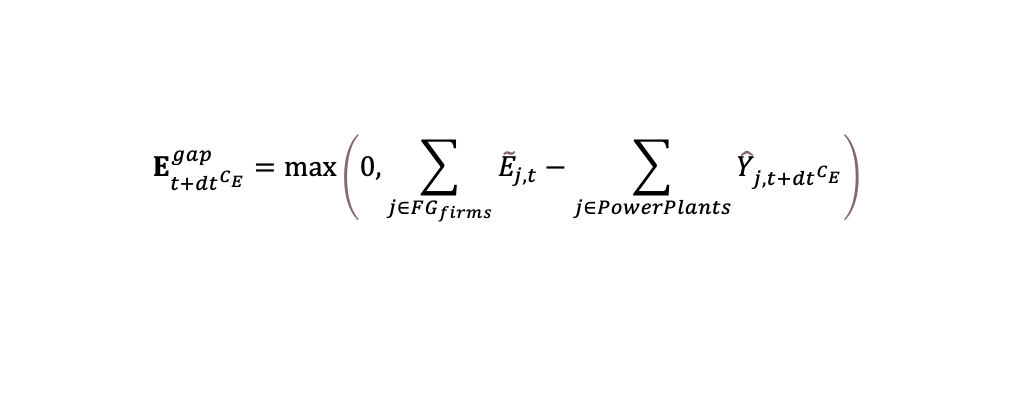 𝐄^{gap}_{t+dt^{C_E}} = max(0, ∑_{j∈FG_{firms}} Ẽ_{j,t} − ∑_{j∈PowerPlants} Ŷ_{j,t+dt^{C_E}})